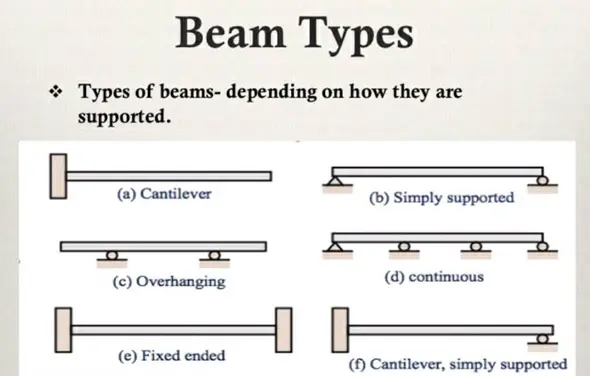 Beam Types
❖ Types of beams- depending on how they are
supported.
(a) Cantilever
(b) Simply supported
(c) Overhanging
(d) continuous
(e) Fixed ended
(f) Cantilever, simply supported